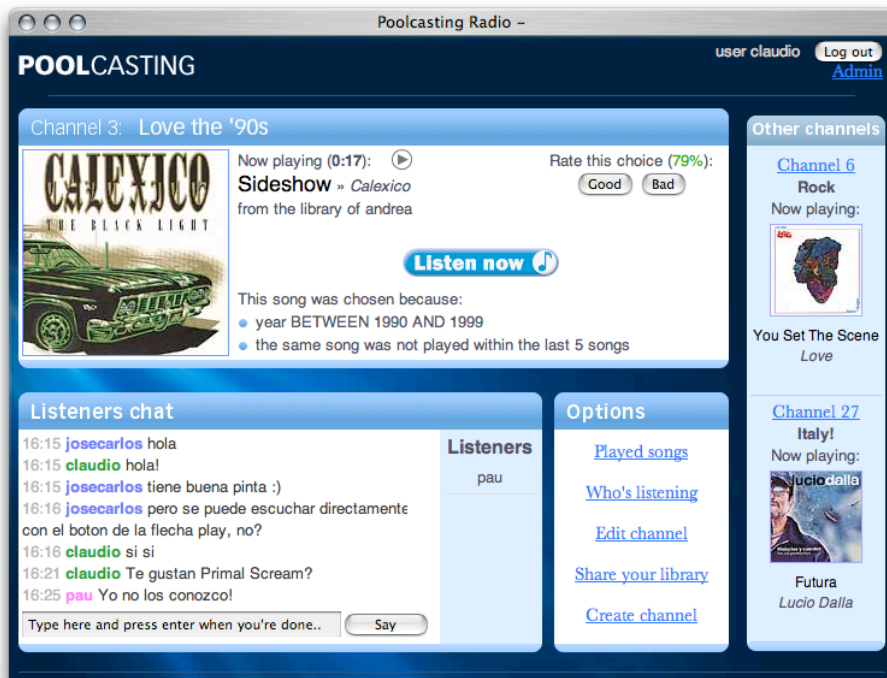 Poolcasting Radio –
POOLCASTING
user claudio Log out
Admin
Channel 3: Love the '90s
CALEXICO
THE BLACK LIGHT
Now playing (0:17):
Sideshow » Calexico
from the library of andrea
Rate this choice (79%):
Good Bad
Listen now
This song was chosen because:
year BETWEEN 1990 AND 1999
the same song was not played within the last 5 songs
Other channels
Channel 6
Rock
Now playing:
You Set The Scene
Love
Channel 27
Italy!
Now playing:
luciodalla
Futura
Lucio Dalla
Listeners chat
16:15 josecarlos hola
16:15 claudio hola!
16:15 josecarlos tiene buena pinta :)
16:16 josecarlos pero se puede escuchar directamente
con el boton de la flecha play, no?
16:16 claudio si si
16:21 claudio Te gustan Primal Scream?
16:25 pau Yo no los conozco!
Type here and press enter when you're done.. Say
Listeners
pau
Options
Played songs
Who's listening
Edit channel
Share your library
Create channel